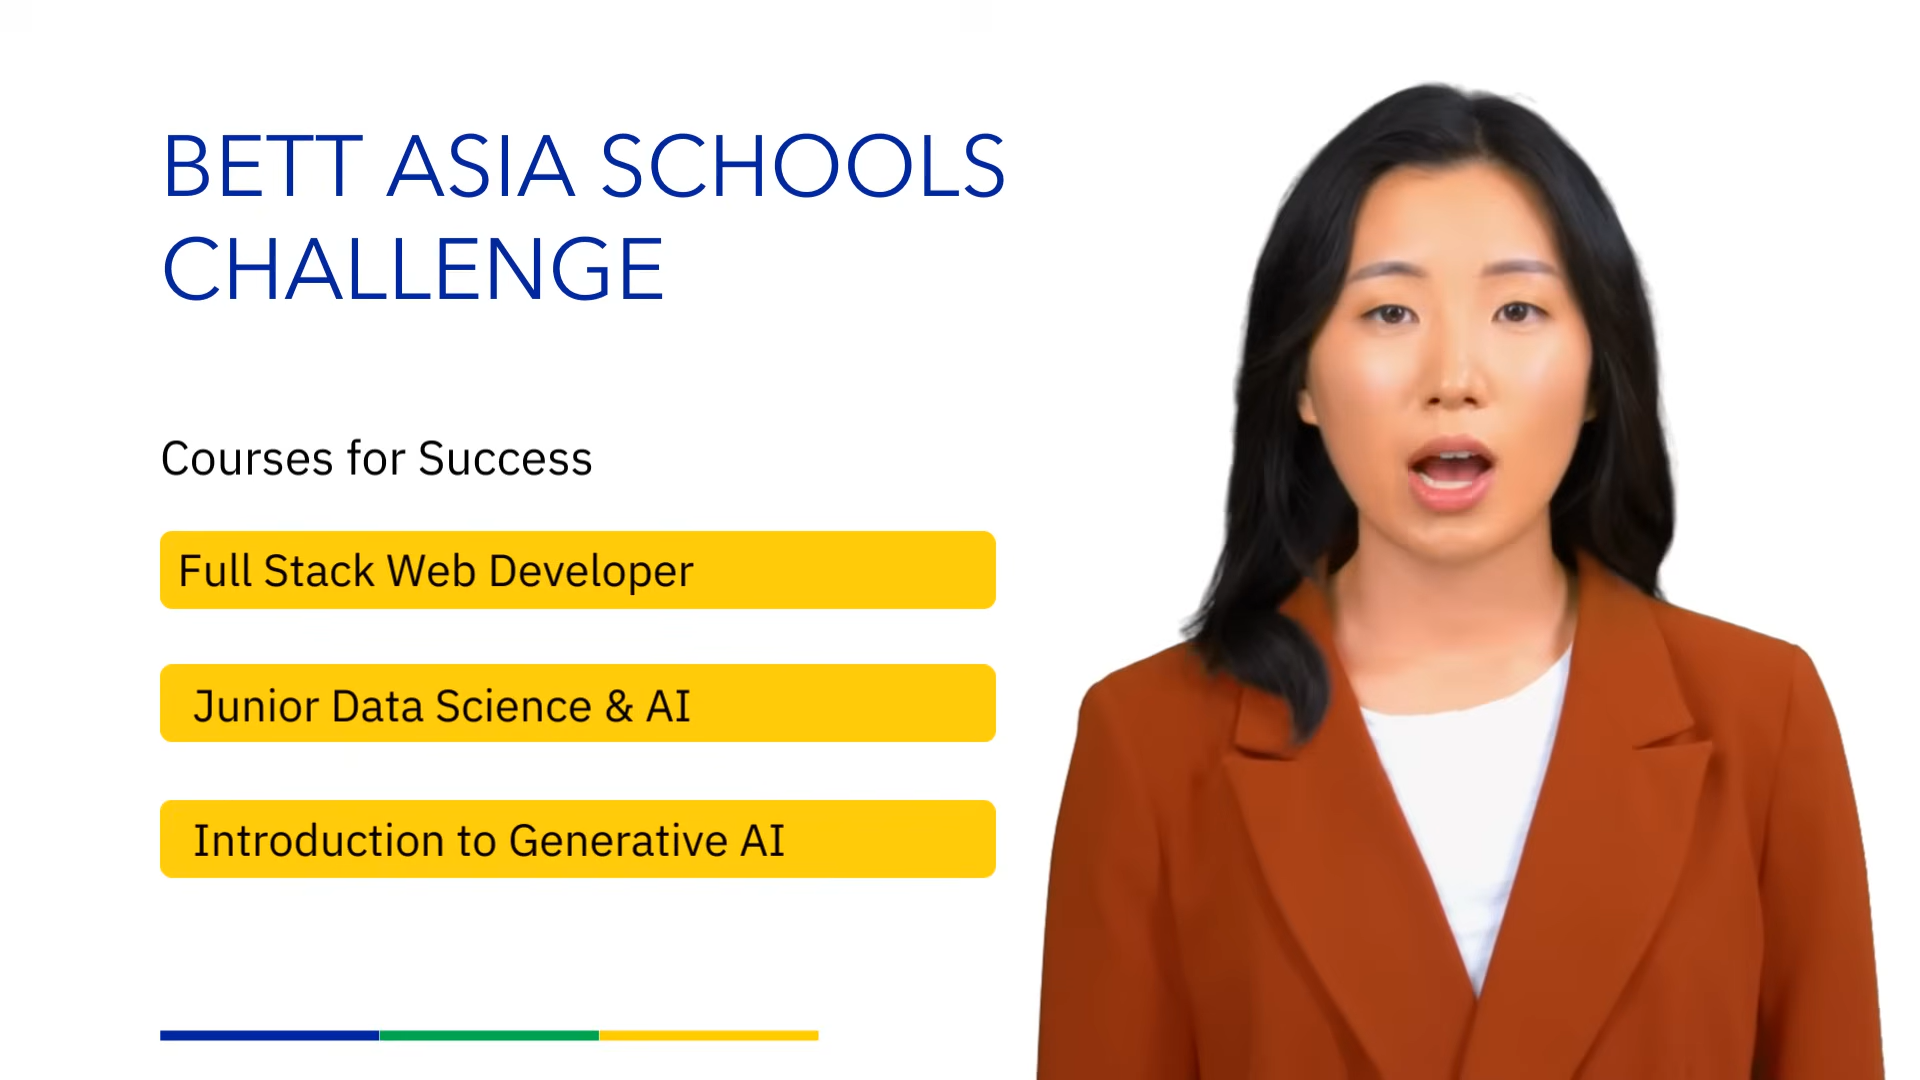 BETT ASIA SCHOOLS
CHALLENGE
Courses for Success
Full Stack Web Developer
Junior Data Science & AI
Introduction to Generative AI